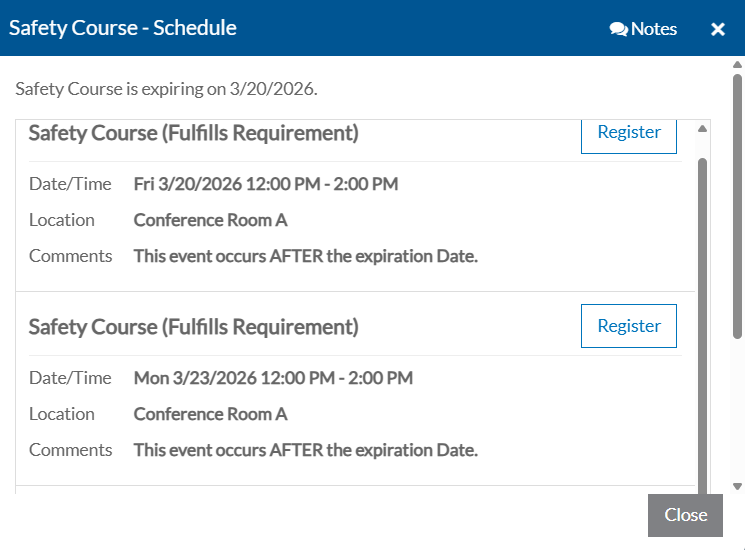 Safety Course - Schedule
Notes
Safety Course is expiring on 3/20/2026.
Safety Course (Fulfills Requirement)
Register
Date/Time Fri 3/20/2026 12:00 PM - 2:00 PM
Location Conference Room A
Comments This event occurs AFTER the expiration Date.
Safety Course (Fulfills Requirement)
Register
Date/Time Mon 3/23/2026 12:00 PM - 2:00 PM
Location Conference Room A
Comments This event occurs AFTER the expiration Date.
Close